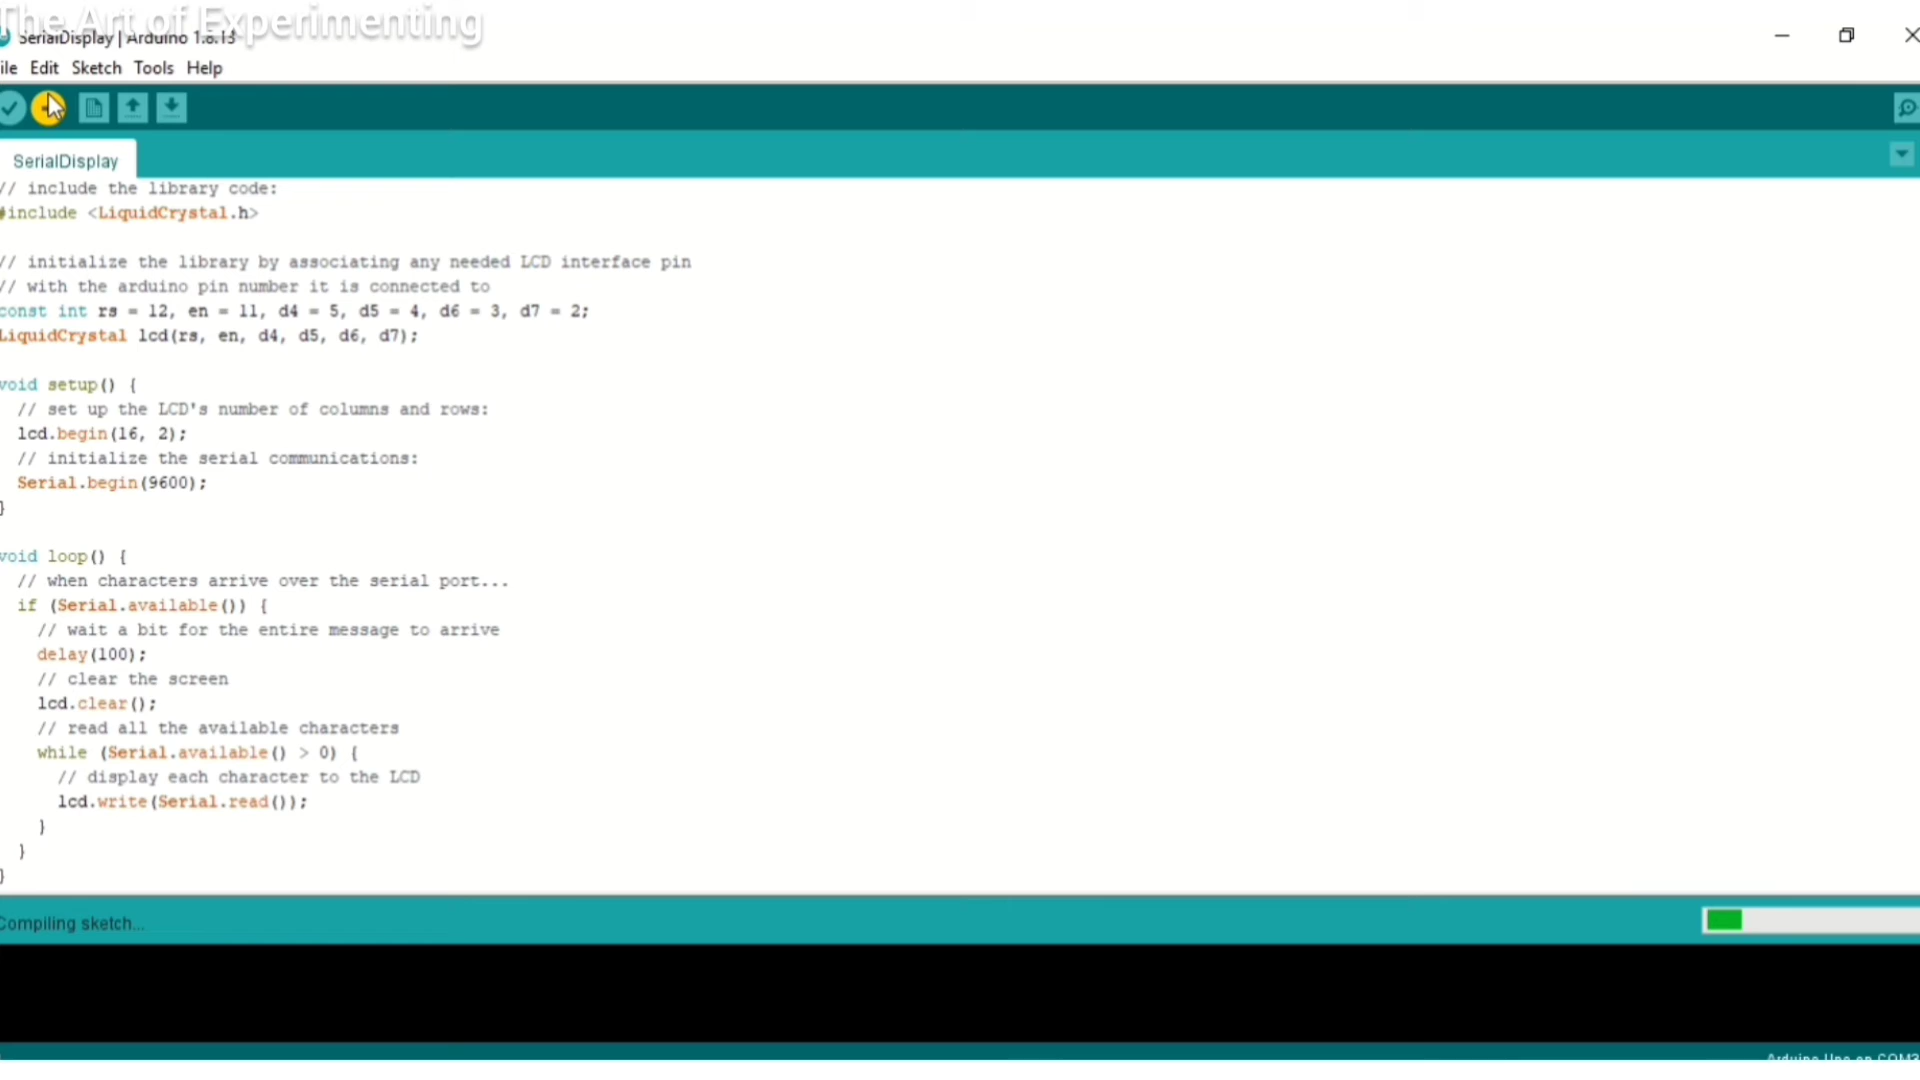 The Art of Experimenting
SerialDisplay | Arduino 1.8.13
ile Edit Sketch Tools Help
SerialDisplay
// include the library code:
#include <LiquidCrystal.h>
// initialize the library by associating any needed LCD interface pin
// with the arduino pin number it is connected to
const int rs = 12, en = 11, d4 = 5, d5 = 4, d6 = 3, d7 = 2;
LiquidCrystal lcd(rs, en, d4, d5, d6, d7);
void setup() {
// set up the LCD's number of columns and rows:
lcd.begin(16, 2);
// initialize the serial communications:
Serial.begin(9600);
}
void loop() {
// when characters arrive over the serial port...
if (Serial.available()) {
// wait a bit for the entire message to arrive
delay(100);
// clear the screen
lcd.clear();
// read all the available characters
while (Serial.available() > 0) {
// display each character to the LCD
lcd.write(Serial.read());
}
}
}
Compiling sketch...
Arduino Uno on COM3